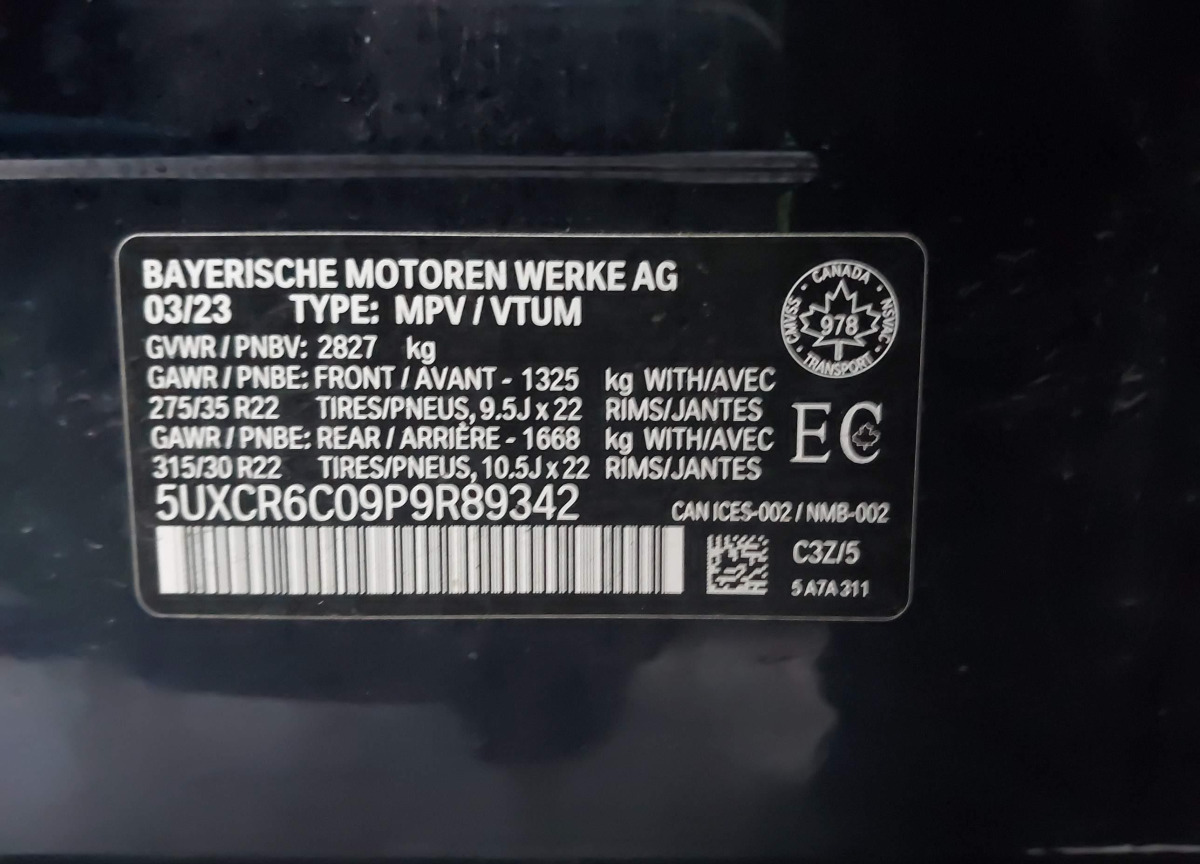 BAYERISCHE MOTOREN WERKE AG
03/23 TYPE: MPV / VTUM
GVWR / PNBV: 2827 kg
GAWR / PNBE: FRONT / AVANT - 1325 kg WITH/AVEC
275/35 R22 TIRES/PNEUS, 9.5J x 22 RIMS/JANTES
GAWR / PNBE: REAR / ARRIÈRE - 1668 kg WITH/AVEC
315/30 R22 TIRES/PNEUS, 10.5J x 22 RIMS/JANTES
5UXCR6C09P9R89342
CANADA
CMVSS · NSVAC
978
TRANSPORT
EC
CAN ICES-002 / NMB-002
C3Z/5
5 A7A 311